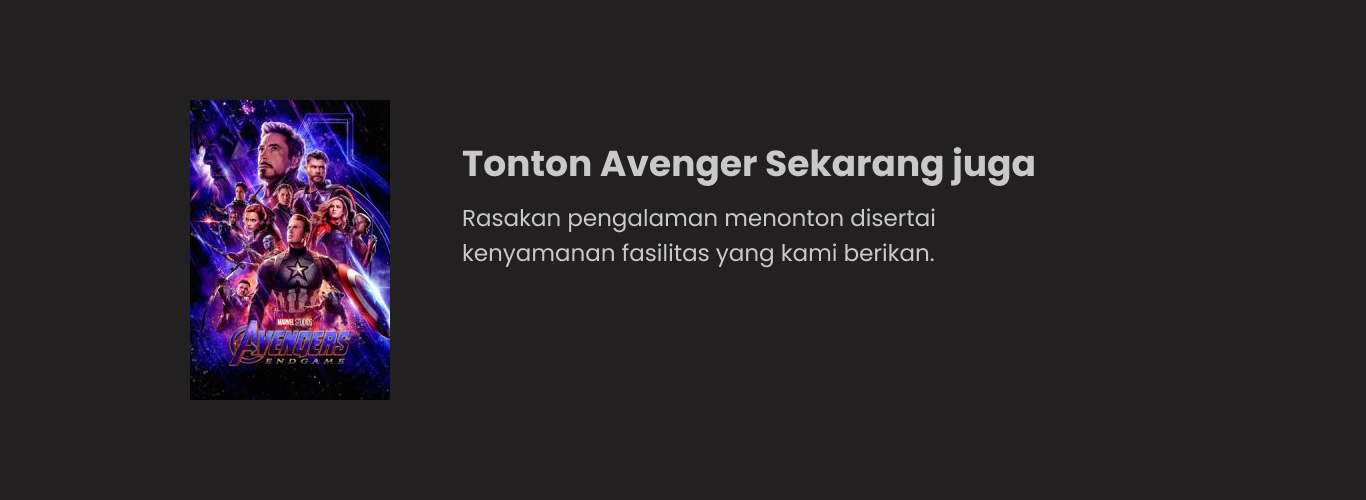 Tonton Avenger Sekarang juga
Rasakan pengalaman menonton disertai
kenyamanan fasilitas yang kami berikan.
MARVEL STUDIOS
AVENGERS
ENDGAME